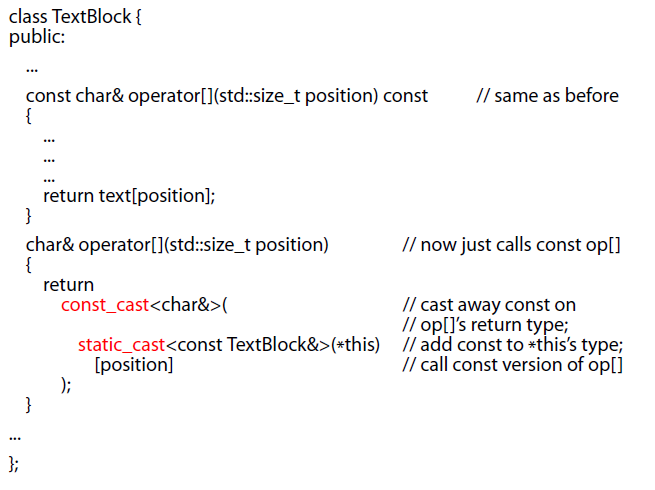 class TextBlock {
public:
...
const char& operator[](std::size_t position) const // same as before
{
...
...
...
return text[position];
}
char& operator[](std::size_t position) // now just calls const op[]
{
return
const_cast<char&>( // cast away const on
// op[]’s return type;
static_cast<const TextBlock&>(*this) // add const to *this’s type;
[position] // call const version of op[]
);
}
...
};